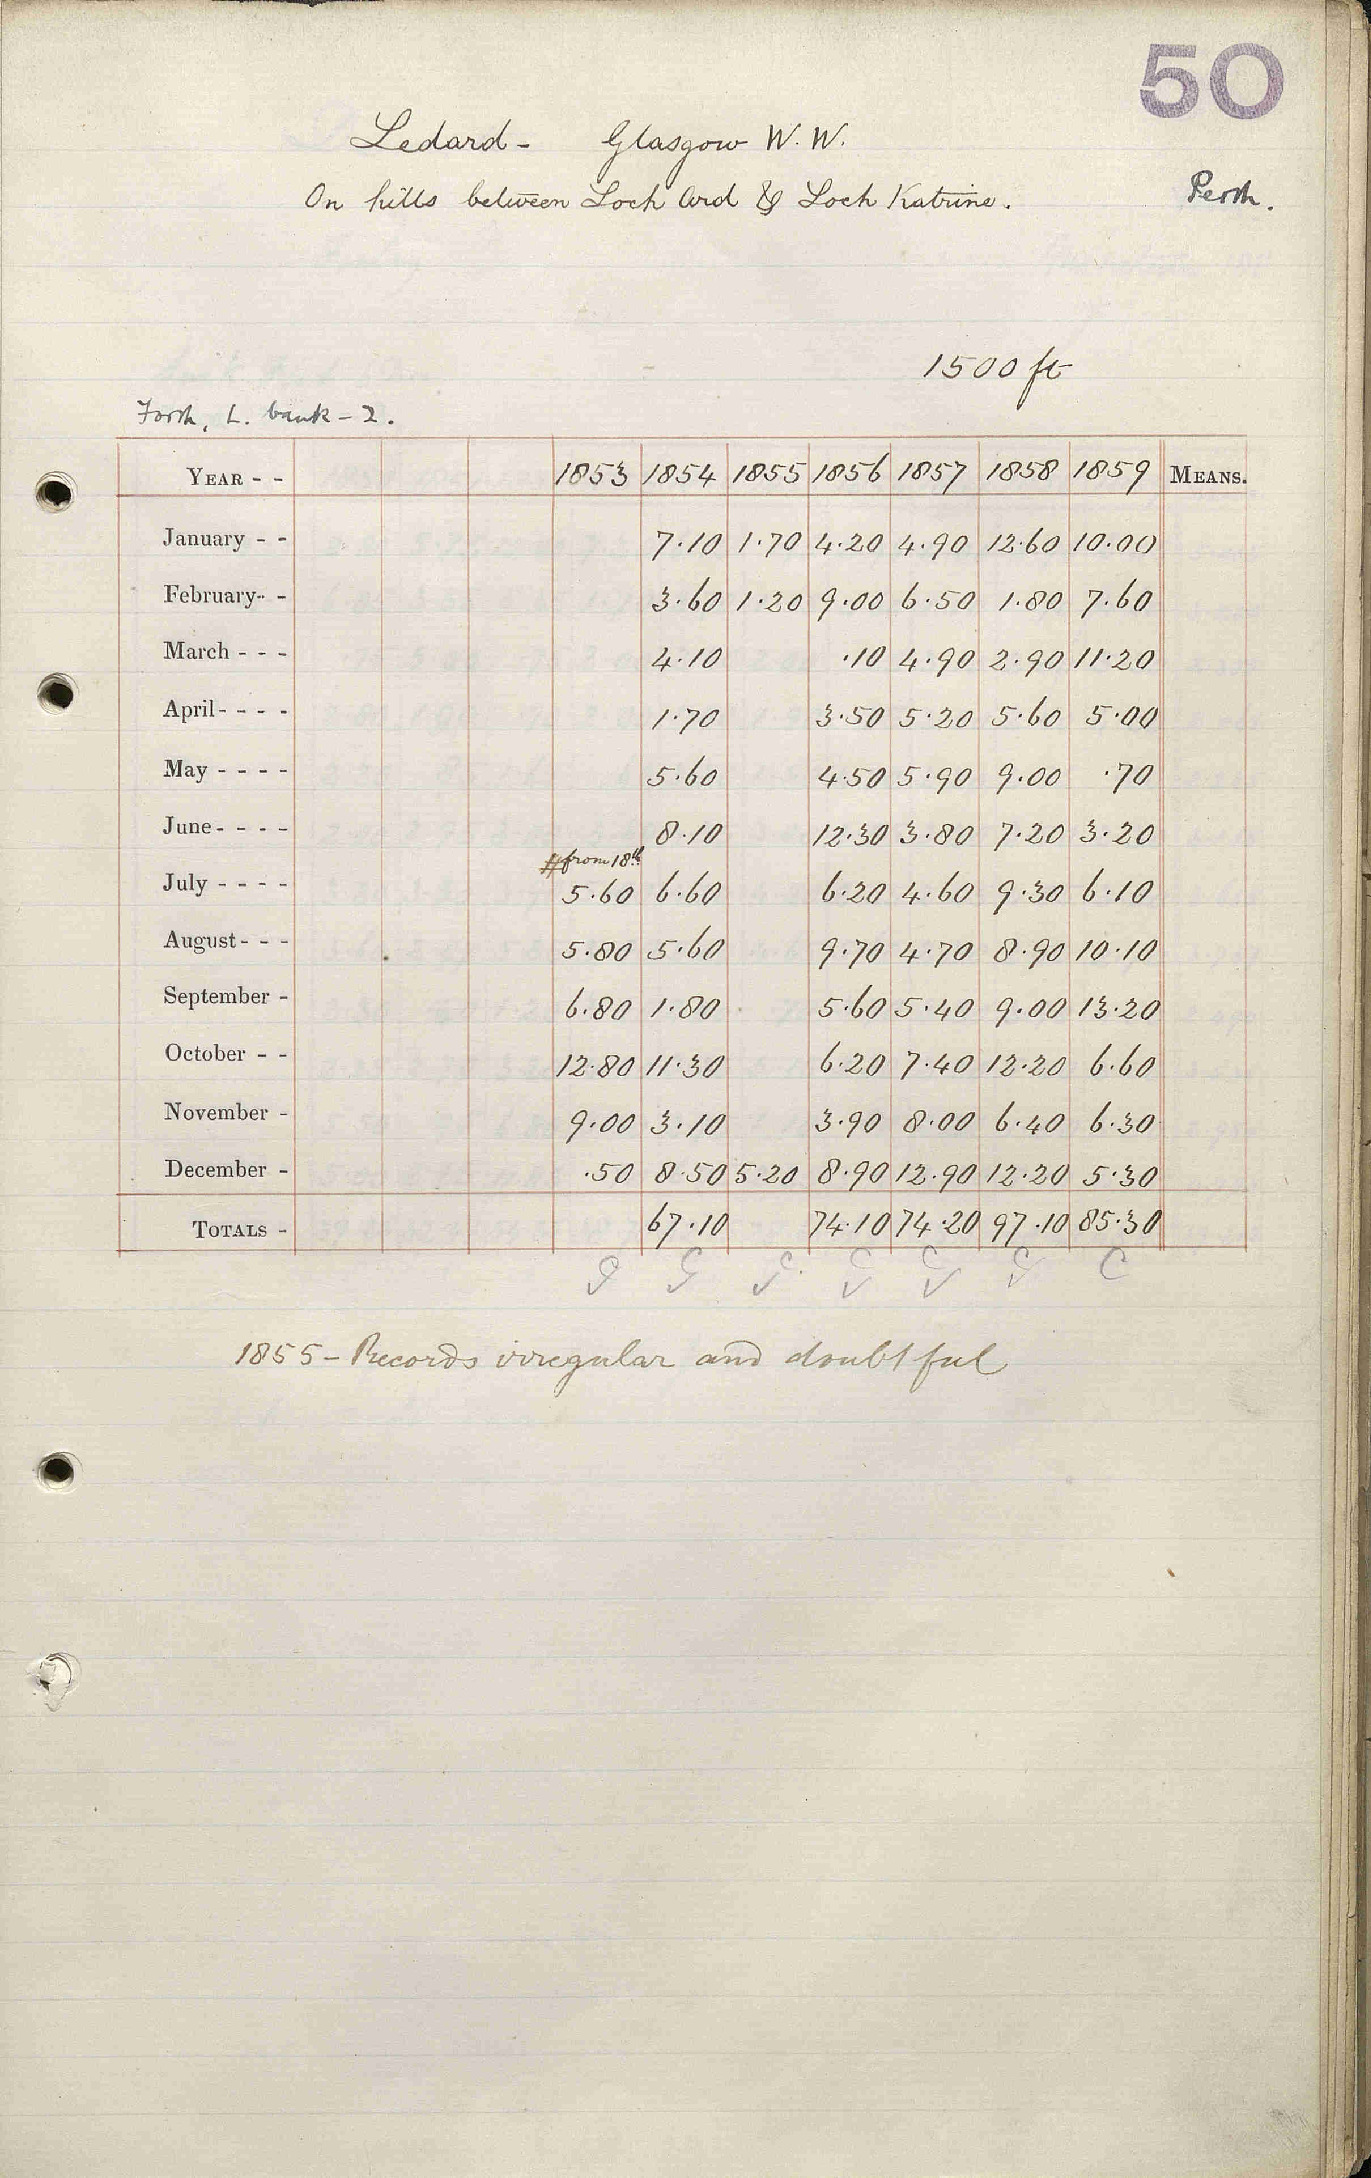 50
Ledard - Glasgow W. W.
On hills between Loch Ard & Loch Katrine. Perth.
1500 ft
Forth, L. bank - 2.
YEAR - - 1853 1854 1855 1856 1857 1858 1859 MEANS.
January - - 7.10 1.70 4.20 4.90 12.60 10.00
February - - 3.60 1.20 9.00 6.50 1.80 7.60
March - - - 4.10 .10 4.90 2.90 11.20
April - - - - 1.70 3.50 5.20 5.60 5.00
May - - - - 5.60 4.50 5.90 9.00 .70
June - - - - 8.10 12.30 3.80 7.20 3.20
# from 18th
July - - - - 5.60 6.60 6.20 4.60 9.30 6.10
August - - - 5.80 5.60 9.70 4.70 8.90 10.10
September - 6.80 1.80 5.60 5.40 9.00 13.20
October - - 12.80 11.30 6.20 7.40 12.20 6.60
November - 9.00 3.10 3.90 8.00 6.40 6.30
December - .50 8.50 5.20 8.90 12.90 12.20 5.30
TOTALS - 67.10 74.10 74.20 97.10 85.30
1855 - Records irregular and doubtful